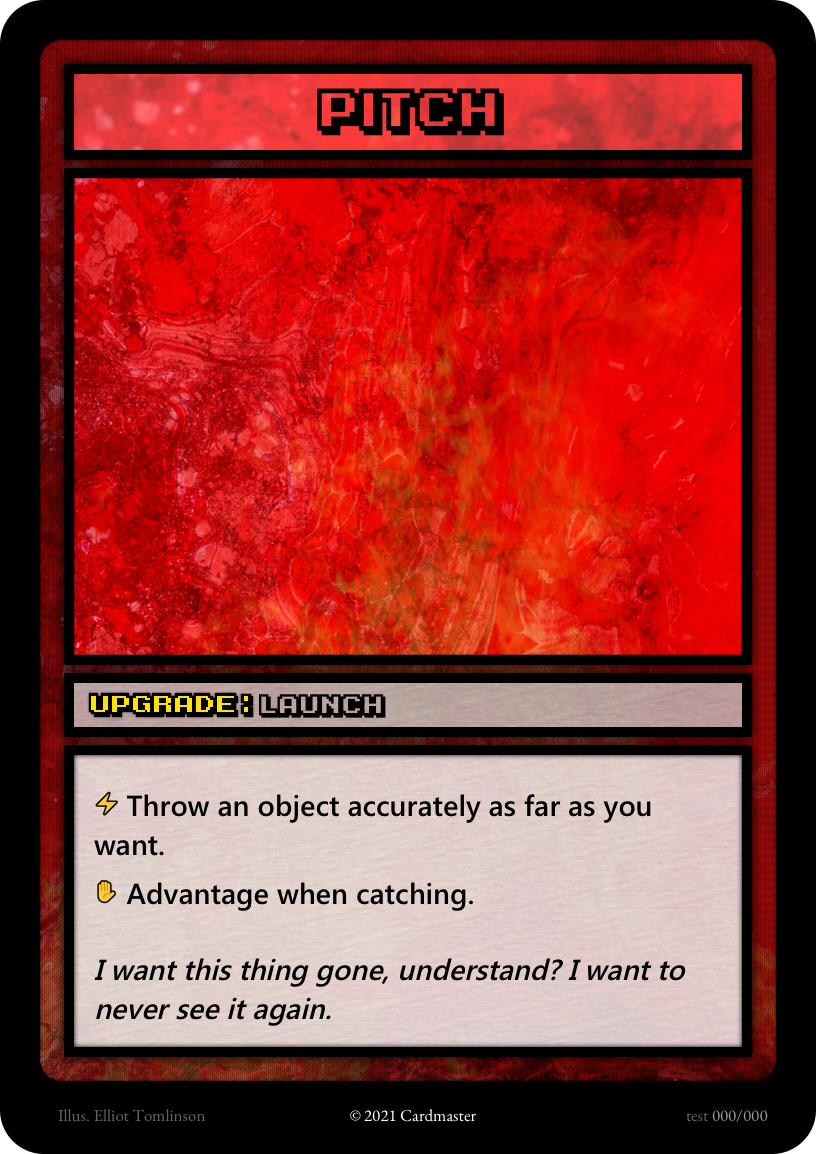 PITCH
UPGRADE: LAUNCH
⚡ Throw an object accurately as far as you
want.
✋ Advantage when catching.
I want this thing gone, understand? I want to
never see it again.
Illus. Elliot Tomlinson © 2021 Cardmaster test 000/000